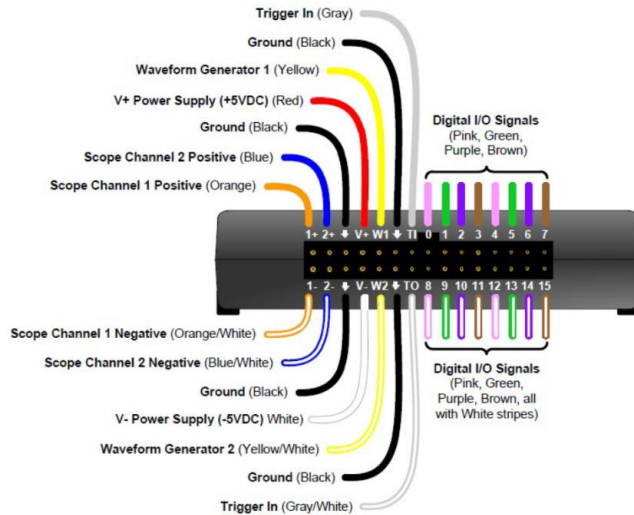 Trigger In (Gray)
Ground (Black)
Waveform Generator 1 (Yellow)
V+ Power Supply (+5VDC) (Red)
Ground (Black)
Scope Channel 2 Positive (Blue)
Scope Channel 1 Positive (Orange)
Digital I/O Signals
(Pink, Green,
Purple, Brown)
1+ 2+ V+ W1 TI 0 1 2 3 4 5 6 7
1- 2- V- W2 TO 8 9 10 11 12 13 14 15
Scope Channel 1 Negative (Orange/White)
Scope Channel 2 Negative (Blue/White)
Ground (Black)
V- Power Supply (-5VDC) White)
Waveform Generator 2 (Yellow/White)
Ground (Black)
Trigger In (Gray/White)
Digital I/O Signals
(Pink, Green,
Purple, Brown, all
with White stripes)